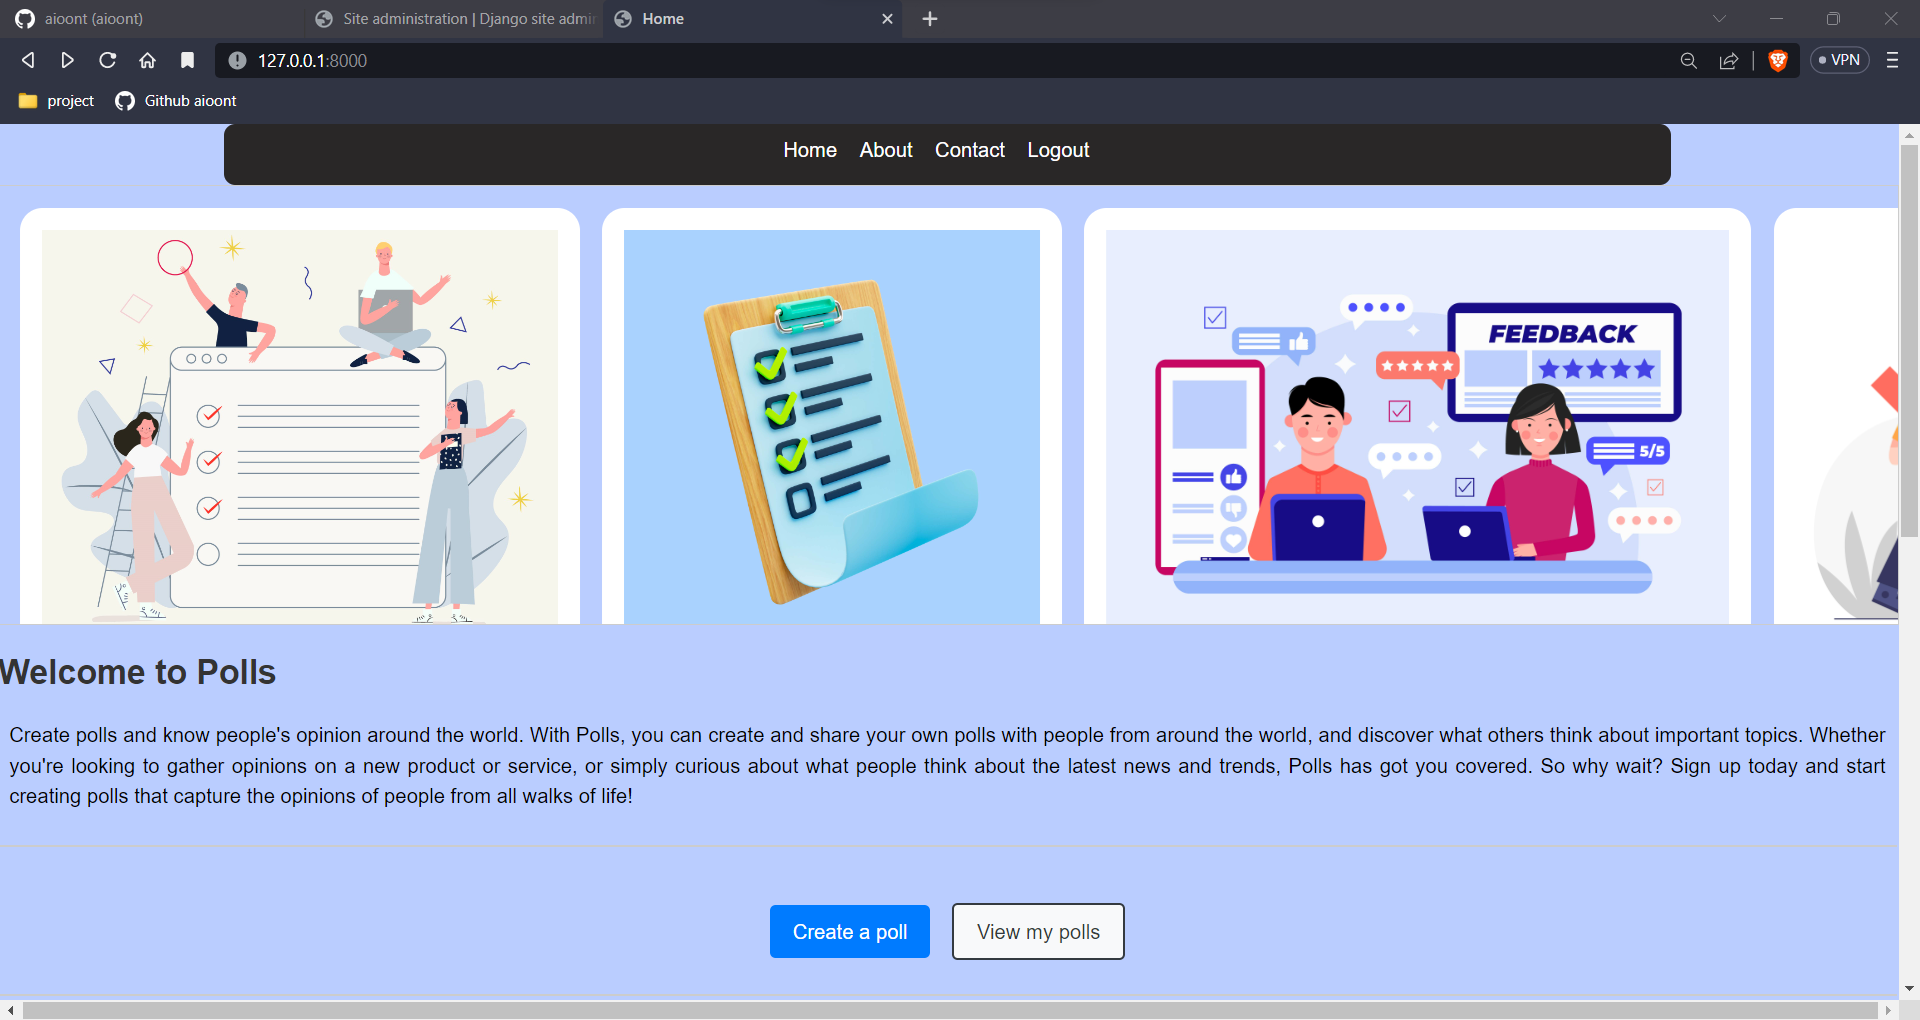 aioont (aioont)
Site administration | Django site admin
Home
127.0.0.1:8000
VPN
project
Github aioont
Home About Contact Logout
FEEDBACK
5/5
Welcome to Polls
Create polls and know people's opinion around the world. With Polls, you can create and share your own polls with people from around the world, and discover what others think about important topics. Whether
you're looking to gather opinions on a new product or service, or simply curious about what people think about the latest news and trends, Polls has got you covered. So why wait? Sign up today and start
creating polls that capture the opinions of people from all walks of life!
Create a poll
View my polls